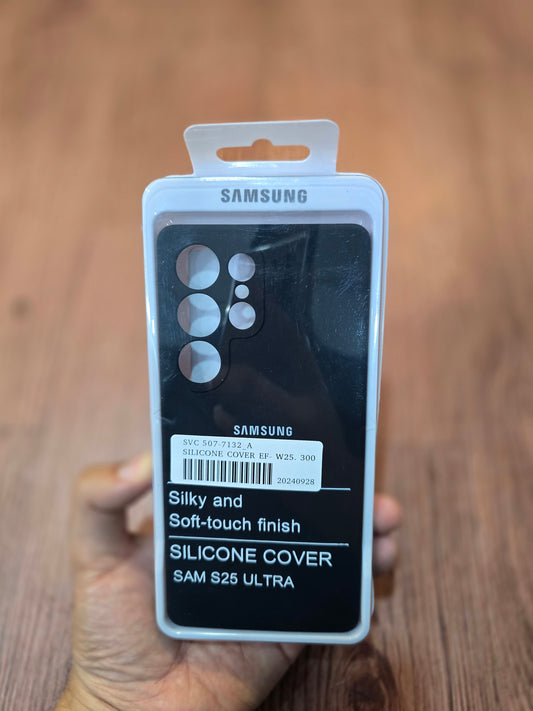 SAMSUNG
SAMSUNG
SVC 507-7132_A
SILICONE COVER EF- W25. 300
20240928
Silky and
Soft-touch finish
SILICONE COVER
SAM S25 ULTRA